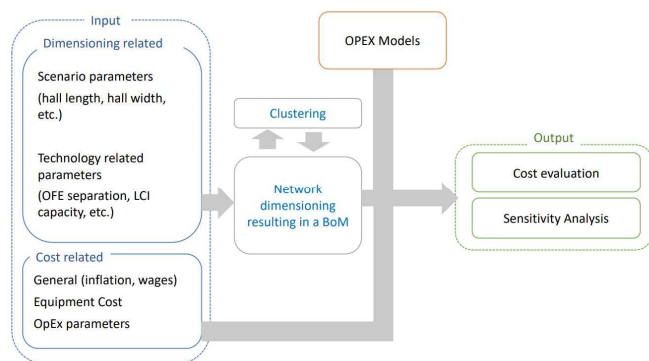 Input
Dimensioning related
Scenario parameters
(hall length, hall width,
etc.)
Technology related
parameters
(OFE separation, LCI
capacity, etc.)
Cost related
General (inflation, wages)
Equipment Cost
OpEx parameters
Clustering
Network
dimensioning
resulting in a BoM
OPEX Models
Output
Cost evaluation
Sensitivity Analysis